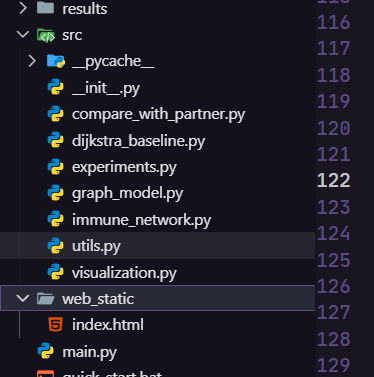 results
src
__pycache__
__init__.py
compare_with_partner.py
dijkstra_baseline.py
experiments.py
graph_model.py
immune_network.py
utils.py
visualization.py
web_static
index.html
main.py
quick_start.bat
116
117
118
119
120
121
122
123
124
125
126
127
128
129